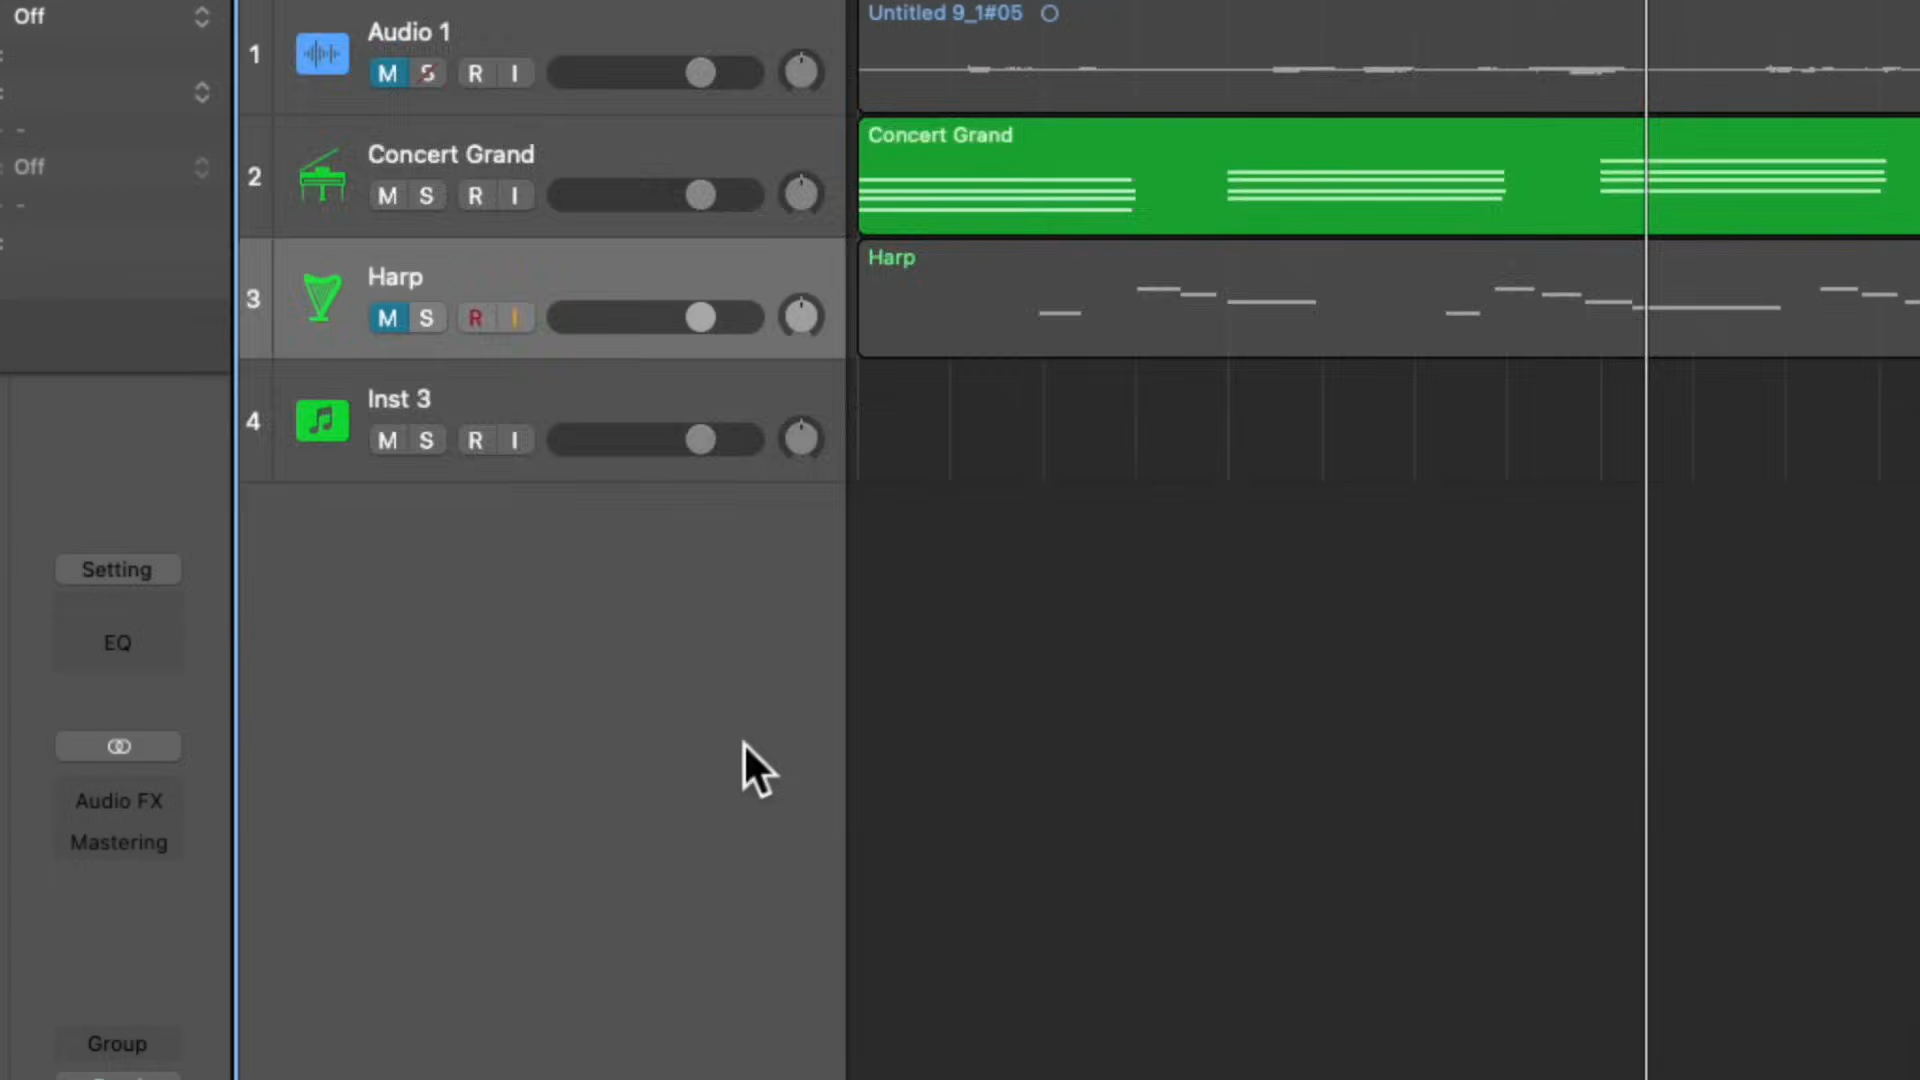 Off
-
Off
-
Setting
EQ
Audio FX
Mastering
Group
1
Audio 1
M S R I
2
Concert Grand
M S R I
3
Harp
M S R I
4
Inst 3
M S R I
Untitled 9_1#05
Concert Grand
Harp